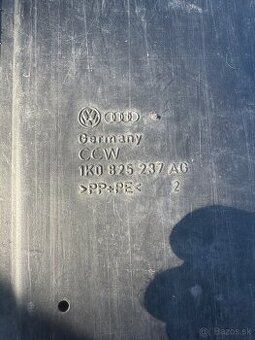 Germany
CCW
1K0 825 237 AG
>PP+PE<
2
Bazos.sk